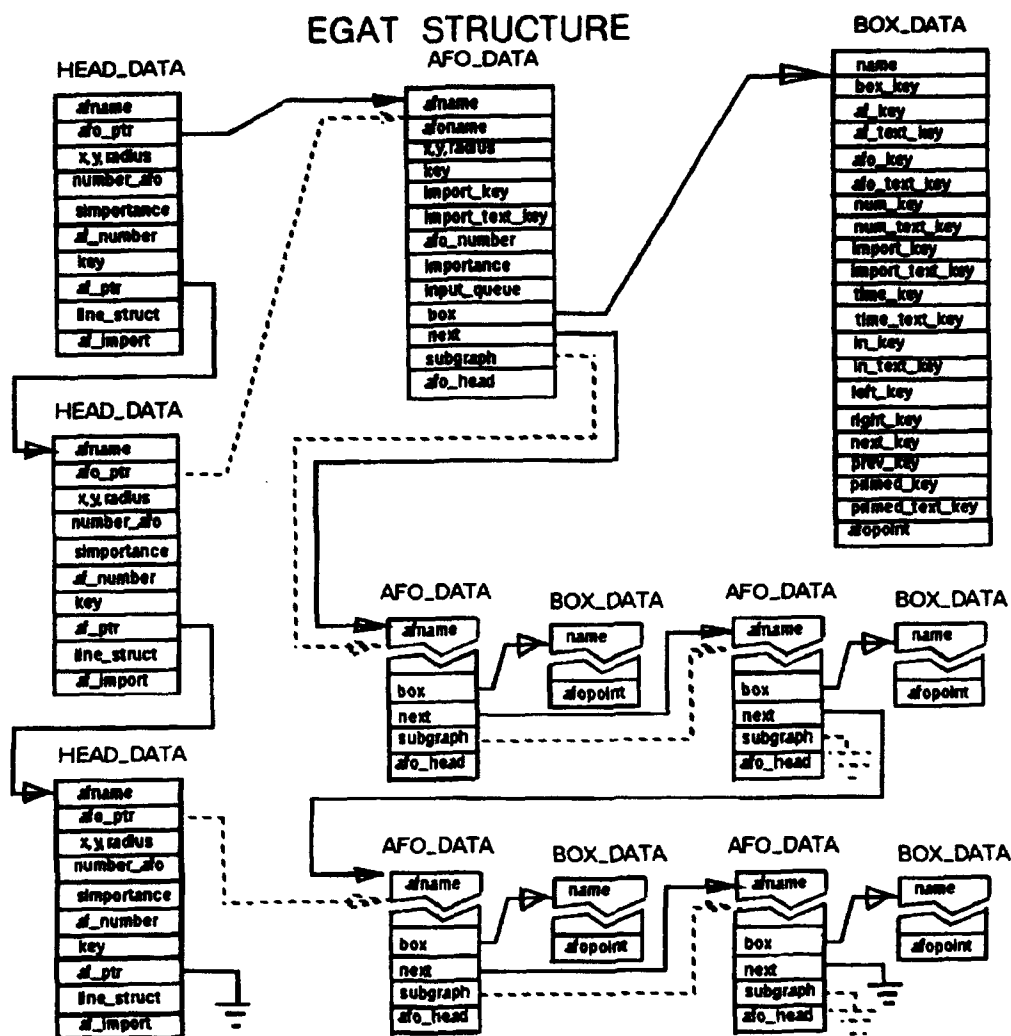 EGAT STRUCTURE
HEAD_DATA
afname
afo_ptr
x,y,radius
number_afo
simportance
af_number
key
af_ptr
line_struct
af_import
AFO_DATA
afname
afoname
x,y,radius
key
import_key
import_text_key
afo_number
importance
input_queue
box
next
subgraph
afo_head
BOX_DATA
name
box_key
af_key
af_text_key
afo_key
afo_text_key
num_key
num_text_key
import_key
import_text_key
time_key
time_text_key
in_key
in_text_key
left_key
right_key
next_key
prev_key
primed_key
primed_text_key
afopoint
HEAD_DATA
afname
afo_ptr
x,y,radius
number_afo
simportance
af_number
key
af_ptr
line_struct
af_import
AFO_DATA
afname
box
next
subgraph
afo_head
BOX_DATA
name
afopoint
AFO_DATA
afname
box
next
subgraph
afo_head
BOX_DATA
name
afopoint
HEAD_DATA
afname
afo_ptr
x,y,radius
number_afo
simportance
af_number
key
af_ptr
line_struct
af_import
AFO_DATA
afname
box
next
subgraph
afo_head
BOX_DATA
name
afopoint
AFO_DATA
afname
box
next
subgraph
afo_head
BOX_DATA
name
afopoint